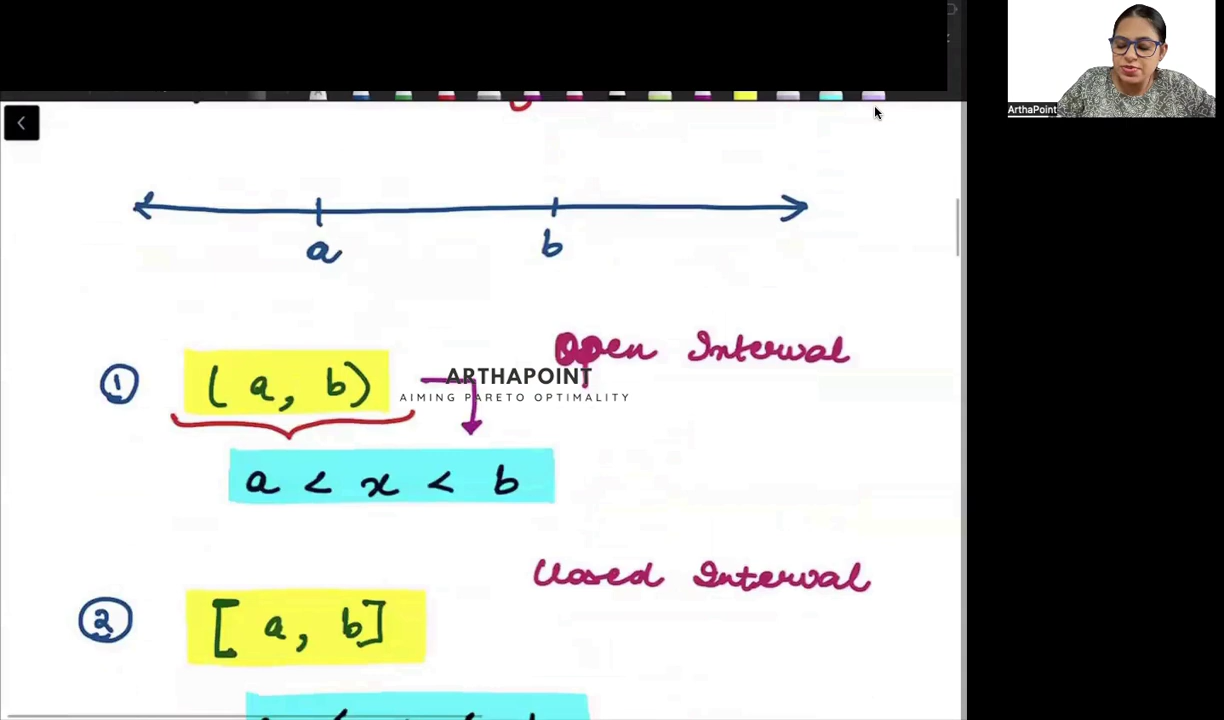 ArthaPoint
a b
Open Interval
① (a, b)
ARTHAPOINT
AIMING PARETO OPTIMALITY
a < x < b
Closed Interval
② [a, b]